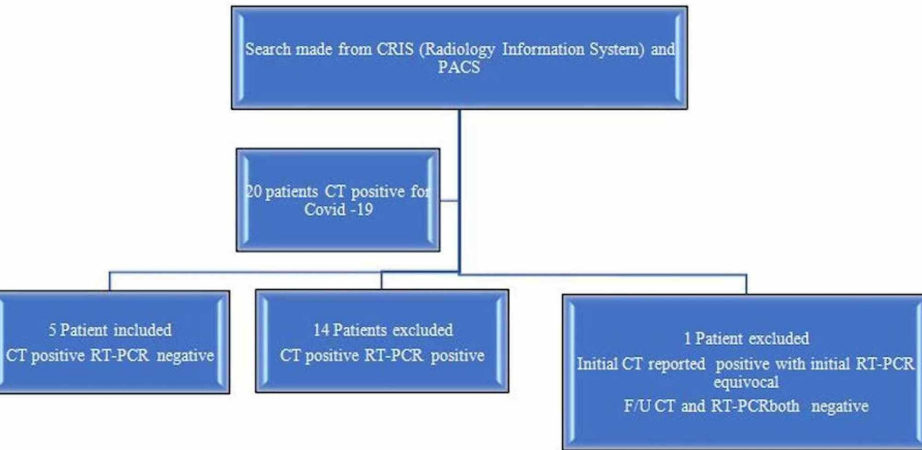 Search made from CRIS (Radiology Information System) and
PACS
20 patients CT positive for
Covid -19
5 Patient included
CT positive RT-PCR negative
14 Patients excluded
CT positive RT-PCR positive
1 Patient excluded
Initial CT reported positive with initial RT-PCR
equivocal
F/U CT and RT-PCRboth negative